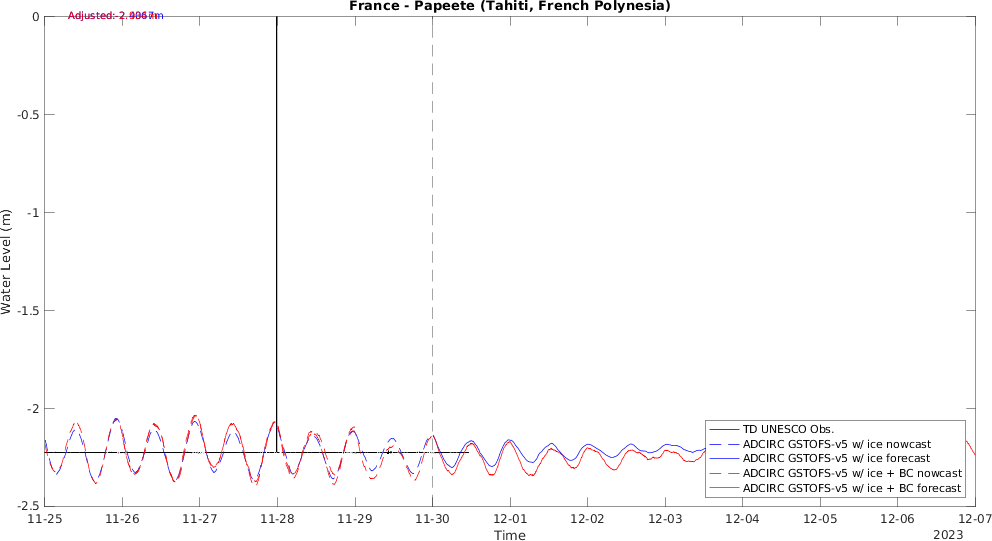 France - Papeete (Tahiti, French Polynesia)
Adjusted:
0
-0.5
-1
-1.5
-2
-2.5
Water Level (m)
TD UNESCO Obs.
ADCIRC GSTOFS-v5 w/ ice nowcast
ADCIRC GSTOFS-v5 w/ ice forecast
ADCIRC GSTOFS-v5 w/ ice + BC nowcast
ADCIRC GSTOFS-v5 w/ ice + BC forecast
11-25 11-26 11-27 11-28 11-29 11-30 12-01 12-02 12-03 12-04 12-05 12-06 12-07
Time
2023